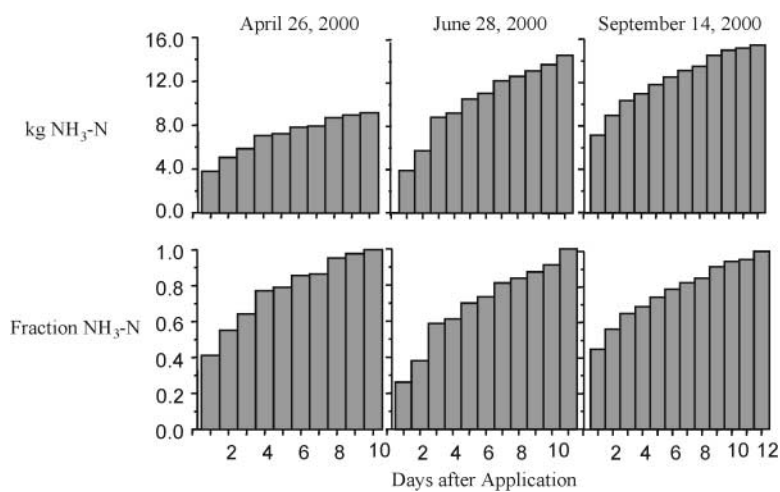 April 26, 2000 June 28, 2000 September 14, 2000
16.0
12.0
kg NH₃-N
8.0
4.0
0.0
1.0
0.8
Fraction NH₃-N
0.6
0.4
0.2
0.0
2 4 6 8 10 2 4 6 8 10 2 4 6 8 10 12
Days after Application